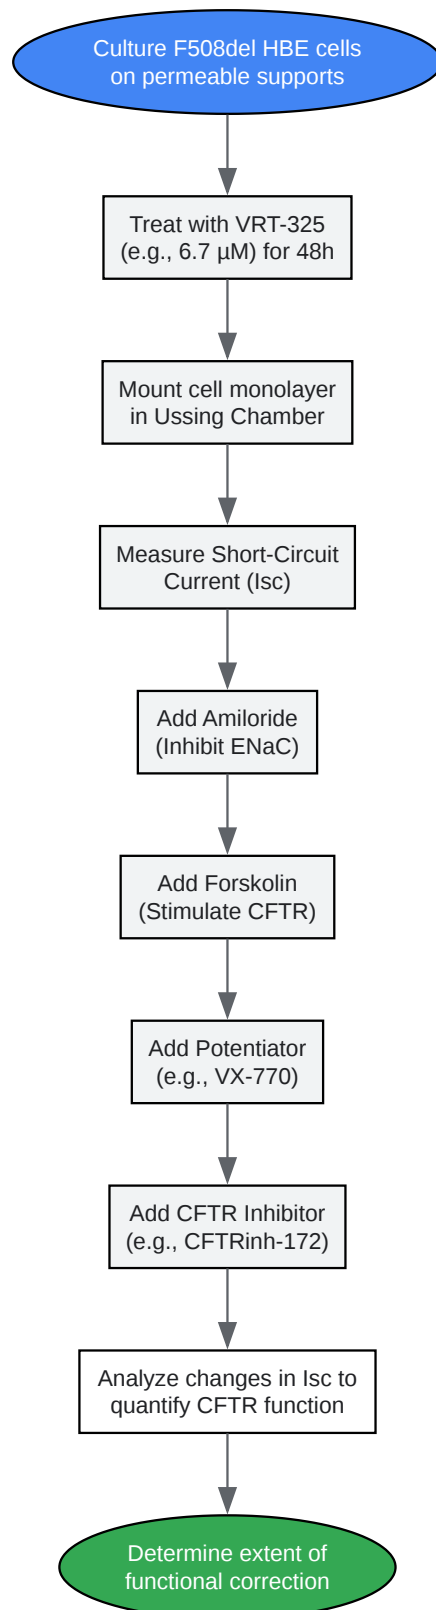 Culture F508del HBE cells
on permeable supports
Treat with VRT-325
(e.g., 6.7 µM) for 48h
Mount cell monolayer
in Ussing Chamber
Measure Short-Circuit
Current (Isc)
Add Amiloride
(Inhibit ENaC)
Add Forskolin
(Stimulate CFTR)
Add Potentiator
(e.g., VX-770)
Add CFTR Inhibitor
(e.g., CFTRinh-172)
Analyze changes in Isc to
quantify CFTR function
Determine extent of
functional correction